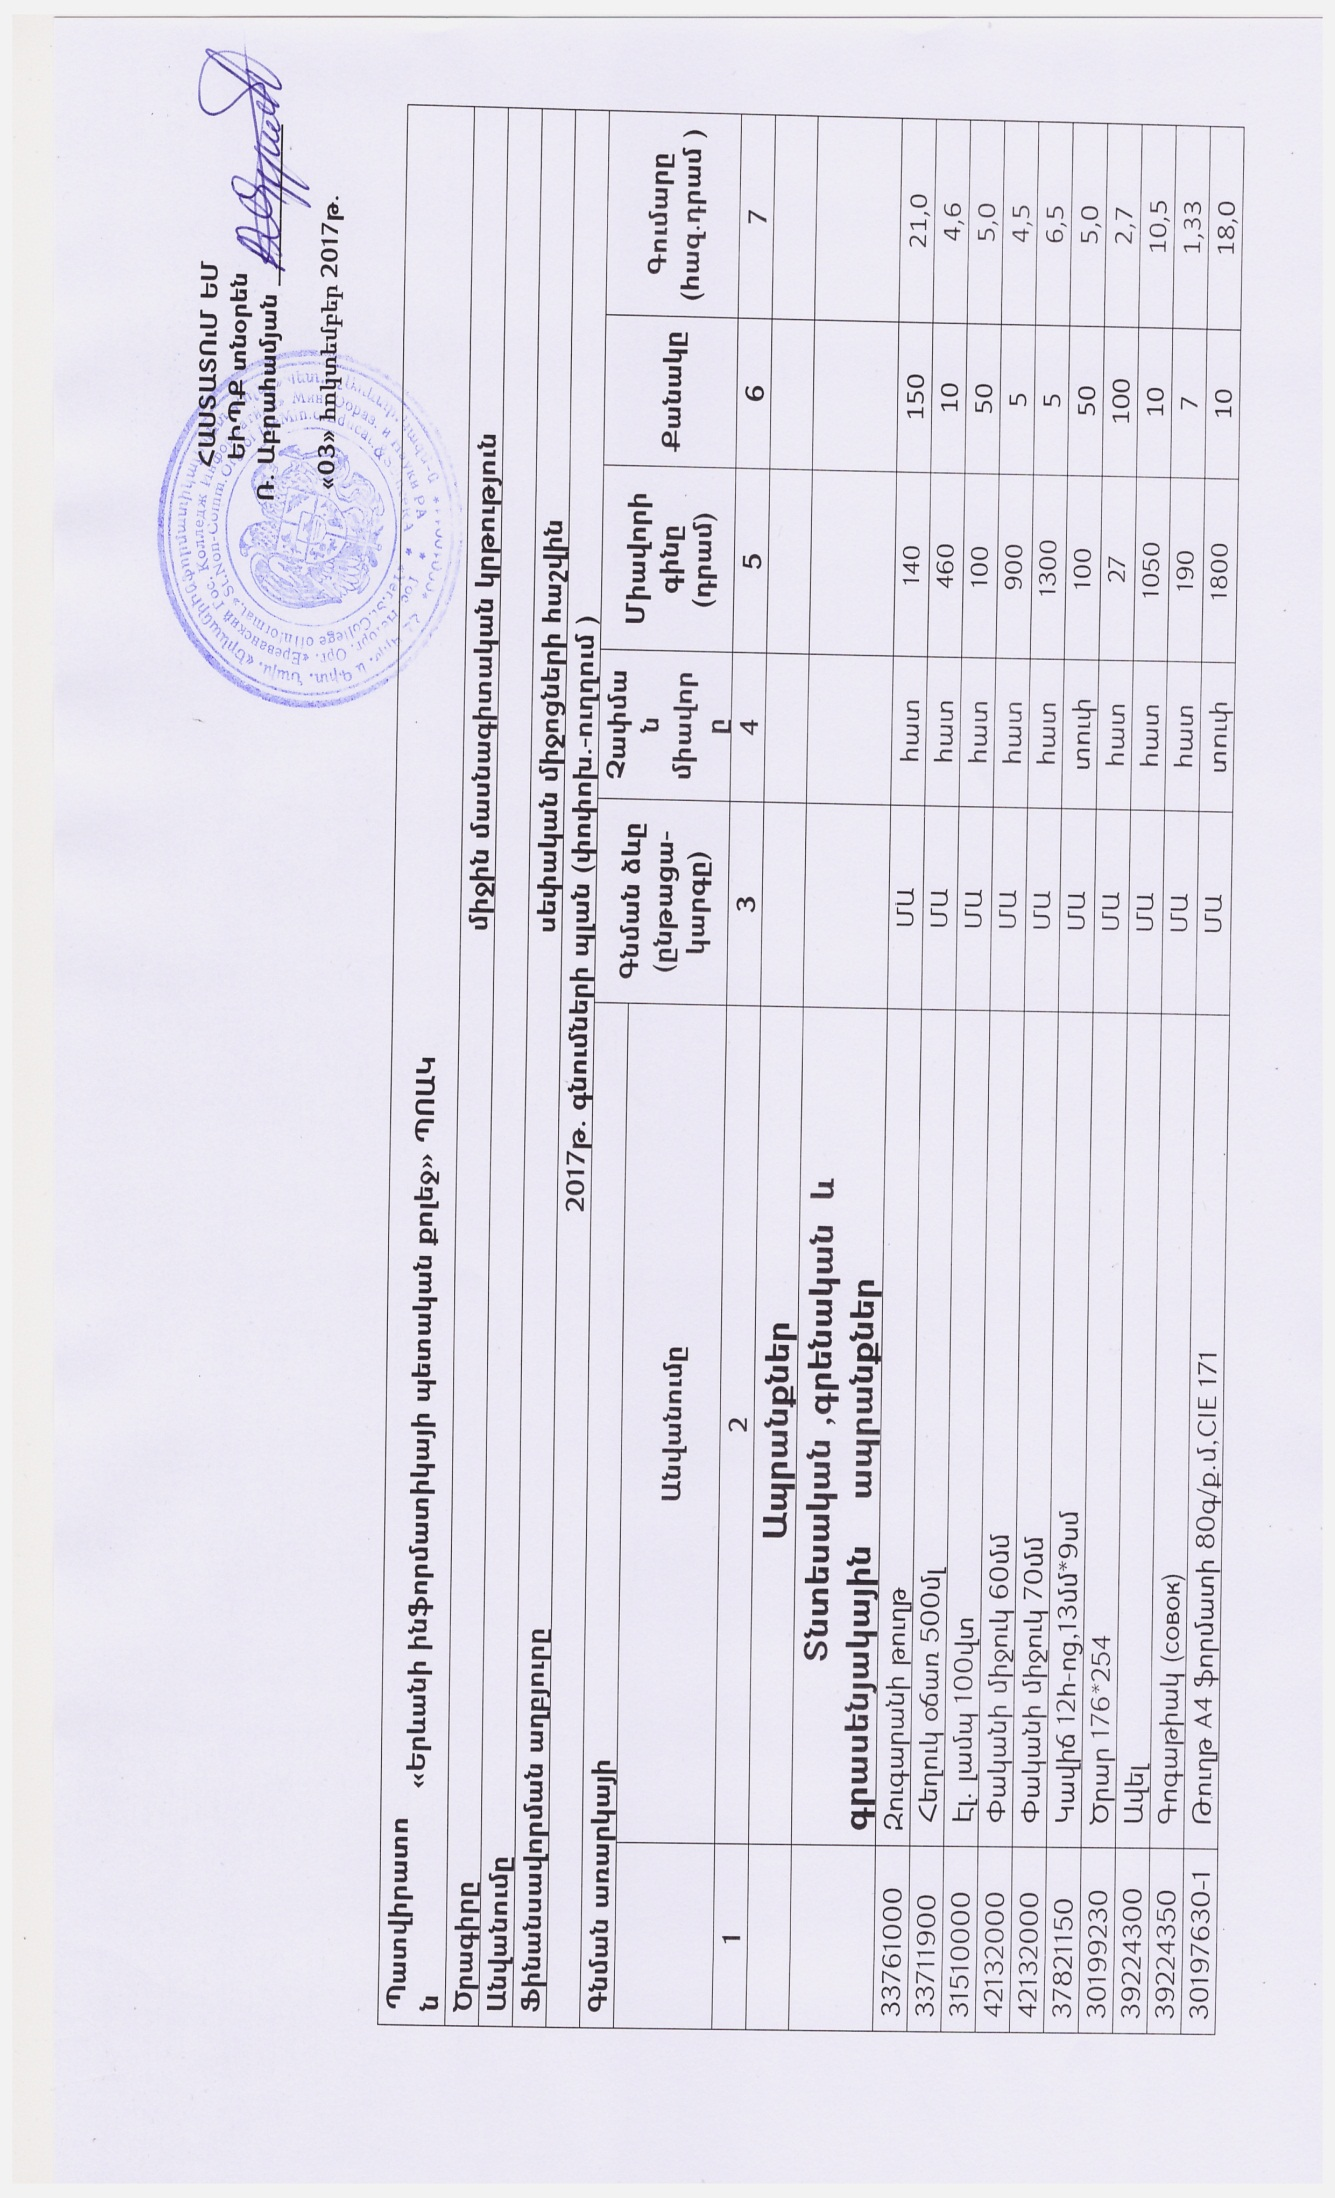 ՀԱՍՏԱՏՈՒՄ ԵՄ
ԵԻՊՔ տնօրեն
Ռ. Աբրահամյան
«03» հոկտեմբեր 2017թ.
Պատվիրատո
ն
«Երևանի ինֆորմատիկայի պետական քոլեջ» ՊՈԱԿ
Ծրագիրը
Անվանումը
միջին մասնագիտական կրթություն
Ֆինանսավորման աղբյուրը
սեփական միջոցների հաշվին
2017թ. գնումների պլան (փոփոխ.-ուղղում )
Գնման առարկայի
Անվանումը
Գնման ձևը
(ընթացա-
կարգը)
Չափմա
ն
միավոր
ը
Միավորի
գինը
(դրամ)
Քանակը
Գումարը
(հազ.դրամ )
1 2 3 4 5 6 7
Ապրանքներ
Տնտեսական ,գրենական և
գրասենյակային ապրանքներ
33761000 Զուգարանի թուղթ ՄԱ հատ 140 150 21,0
33711900 Հեղուկ օճառ 500մլ ՄԱ հատ 460 10 4,6
31510000 Էլ. լամպ 100վտ ՄԱ հատ 100 50 5,0
42132000 Փականի միջուկ 60մմ ՄԱ հատ 900 5 4,5
42132000 Փականի միջուկ 70մմ ՄԱ հատ 1300 5 6,5
37821150 Կավիճ 12հ-ոց,13մմ*9սմ ՄԱ տուփ 100 50 5,0
30199230 Ծրար 176*254 ՄԱ հատ 27 100 2,7
39224300 Ավել ՄԱ հատ 1050 10 10,5
39224350 Գոգաթիակ (совок) ՄԱ հատ 190 7 1,33
30197630-1 Թուղթ A4 ֆորմատի 80գ/ք.մ,CIE 171 ՄԱ տուփ 1800 10 18,0